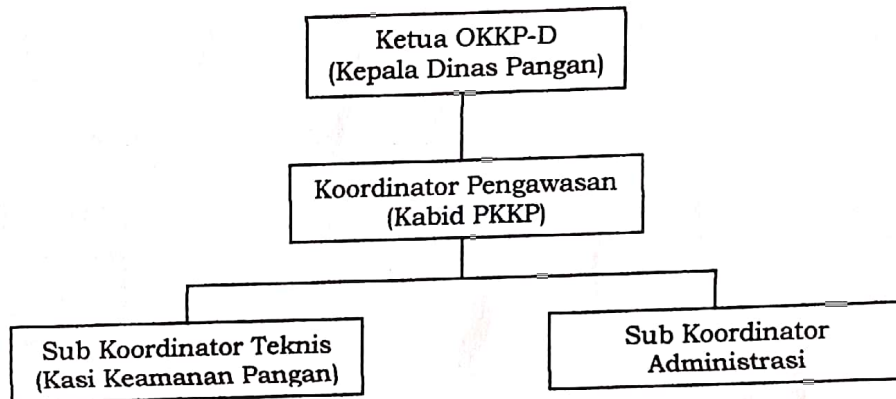 Ketua OKKP-D
(Kepala Dinas Pangan)
Koordinator Pengawasan
(Kabid PKKP)
Sub Koordinator Teknis
(Kasi Keamanan Pangan)
Sub Koordinator
Administrasi